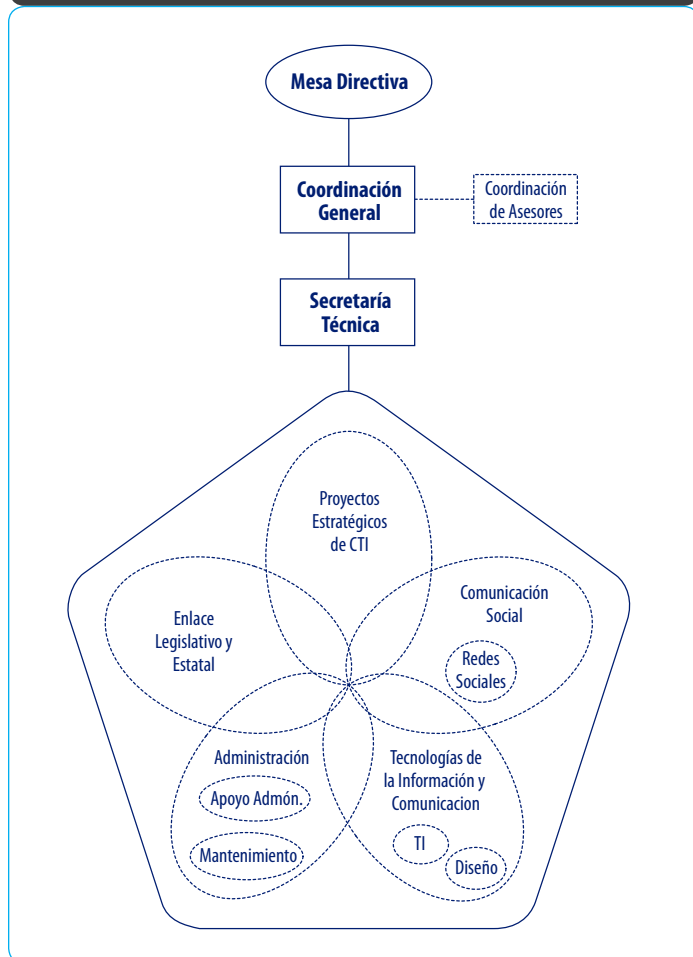 Mesa Directiva
Coordinación
General
Coordinación
de Asesores
Secretaría
Técnica
Proyectos
Estratégicos
de CTI
Enlace
Legislativo y
Estatal
Comunicación
Social
Redes
Sociales
Administración
Apoyo Admón.
Mantenimiento
Tecnologías de
la Información y
Comunicacion
TI
Diseño